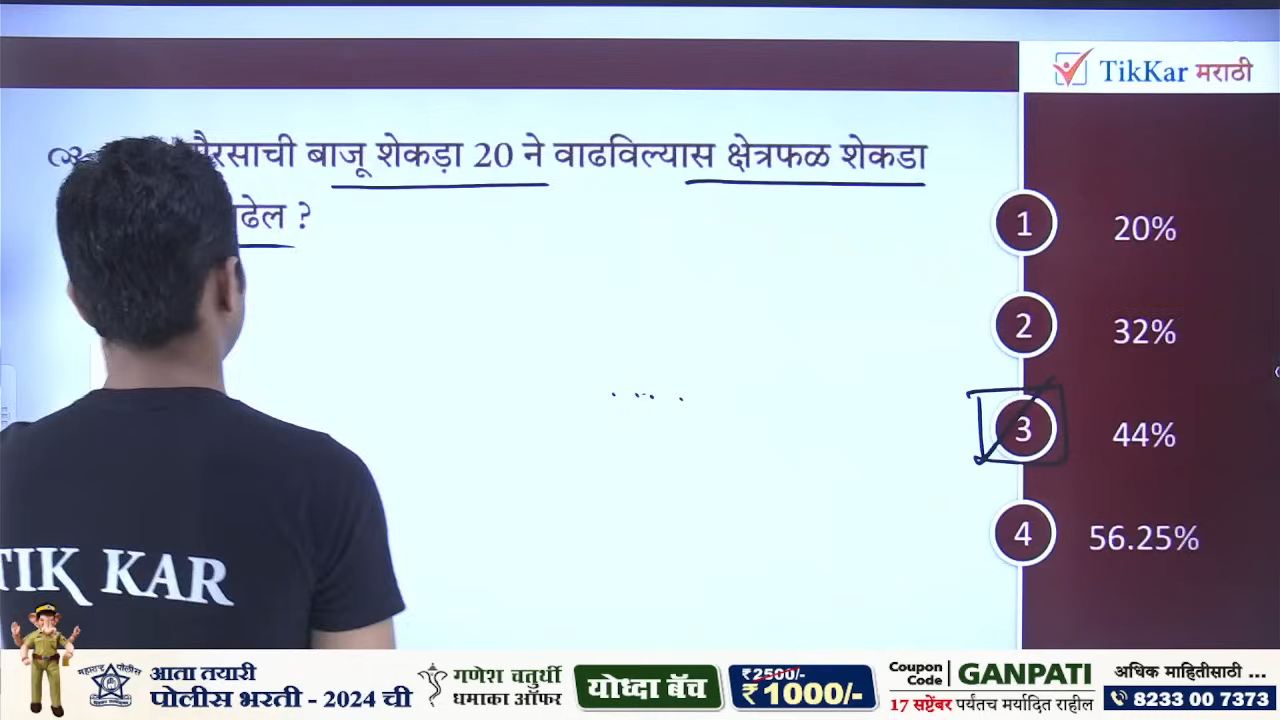 TikKar मराठी
बाजू शेकड़ा 20 ने वाढविल्यास क्षेत्रफळ शेकडा
?
1 20%
2 32%
3 44%
4 56.25%
TIK KAR
महाराष्ट्र पोलीस
आता तयारी
पोलीस भरती - 2024 ची
गणेश चतुर्थी
धमाका ऑफर
योध्दा बॅच
₹2500/-
₹1000/-
Coupon Code GANPATI
17 सप्टेंबर पर्यंतच मर्यादित राहील
अधिक माहितीसाठी ...
8233 00 7373